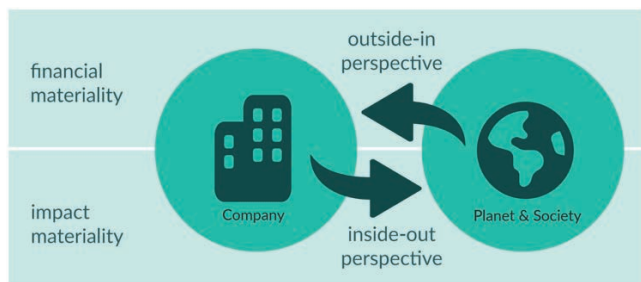 outside-in
perspective
financial
materiality
Company
Planet & Society
impact
materiality
inside-out
perspective